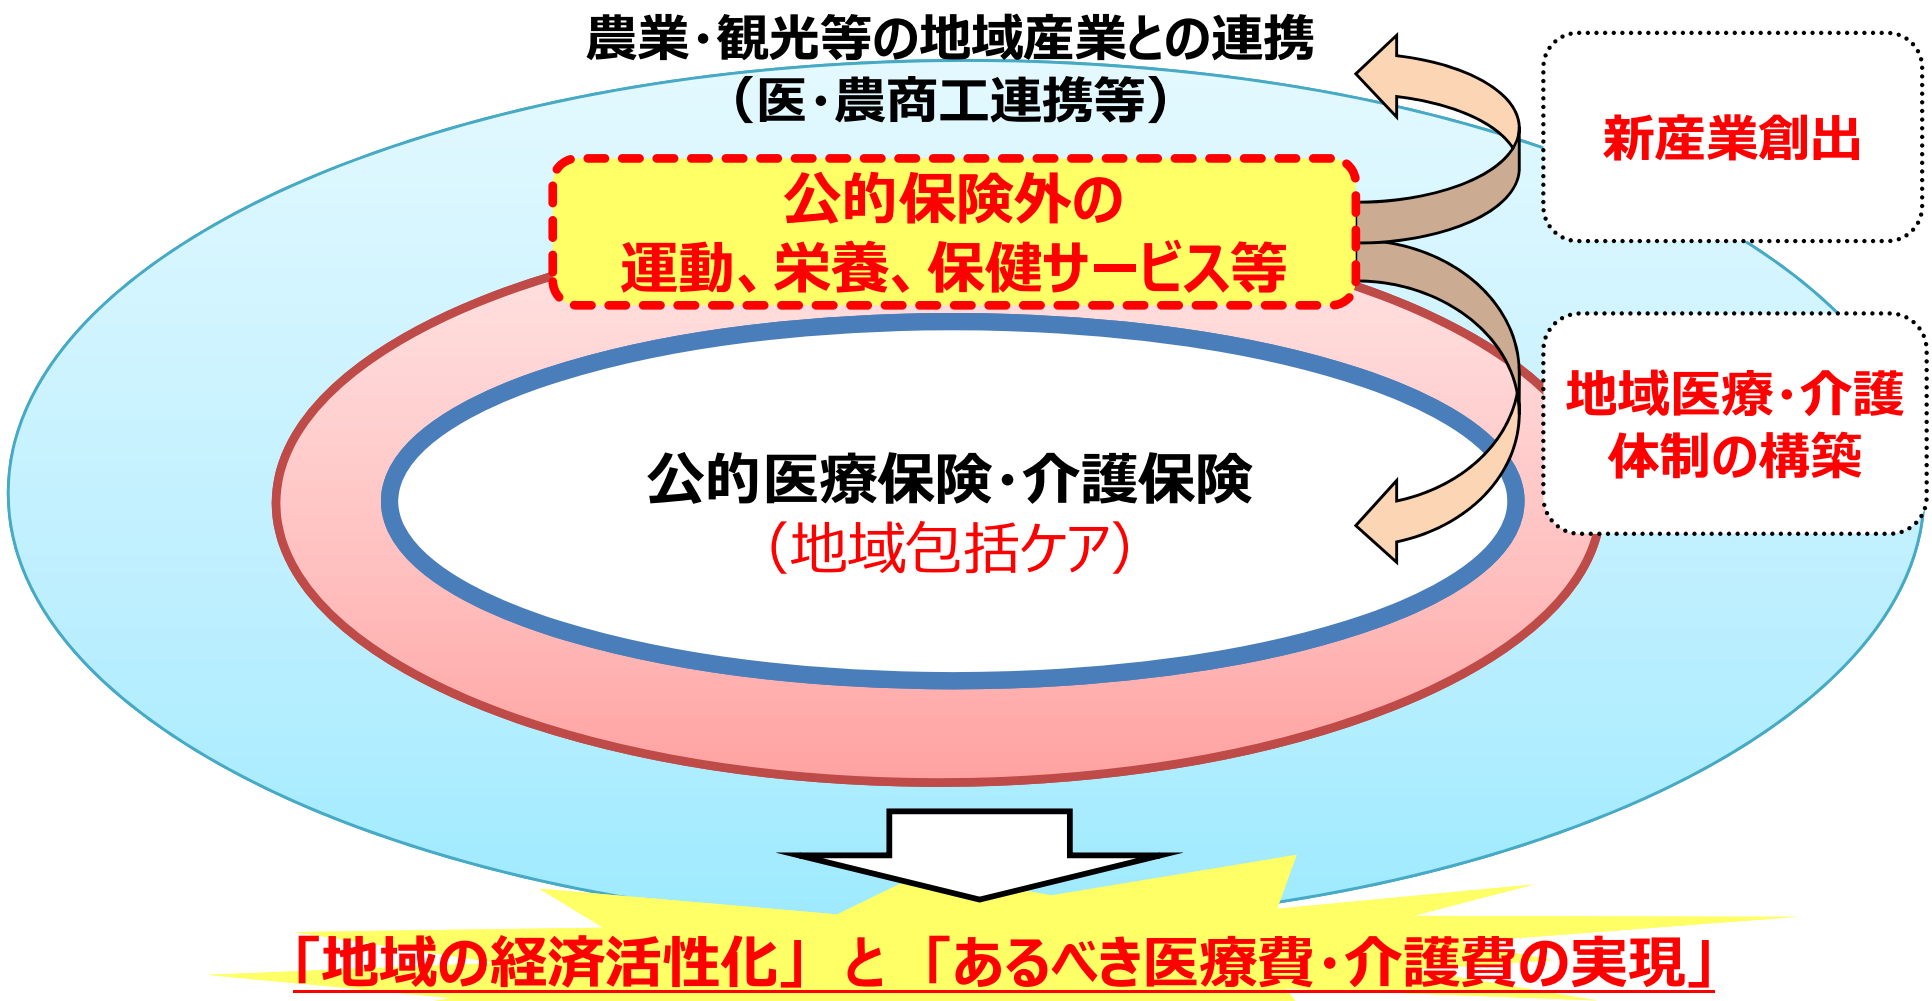 農業・観光等の地域産業との連携
（医・農商工連携等）
新産業創出
公的保険外の
運動、栄養、保健サービス等
地域医療・介護
体制の構築
公的医療保険・介護保険
（地域包括ケア）
「地域の経済活性化」と「あるべき医療費・介護費の実現」